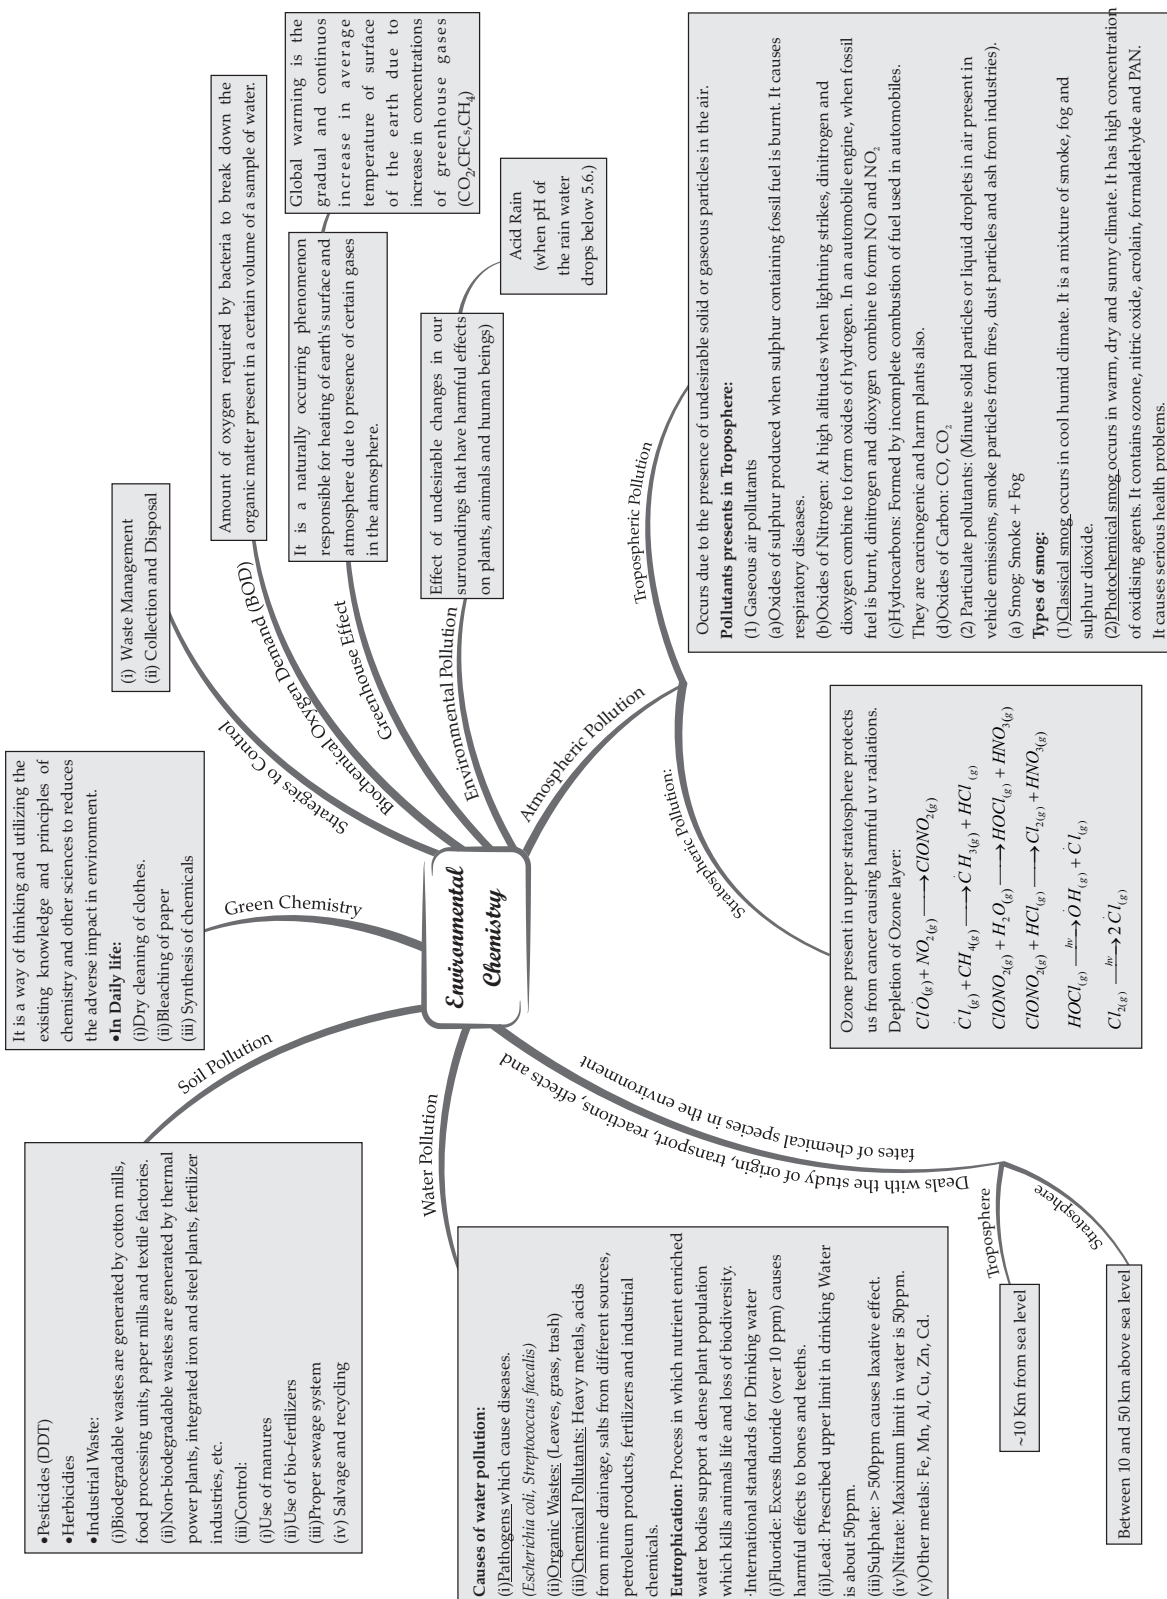 Environmental
Chemistry
Strategies to Control
(i) Waste Management
(ii) Collection and Disposal
Biochemical Oxygen Demand (BOD)
Amount of oxygen required by bacteria to break down the
organic matter present in a certain volume of a sample of water.
Greenhouse Effect
It is a naturally occurring phenomenon
responsible for heating of earth's surface and
atmosphere due to presence of certain gases
in the atmosphere.
Global warming is the
gradual and continuos
increase in average
temperature of surface
of the earth due to
increase in concentrations
of greenhouse gases
(CO₂,CFCₛ,CH₄)
Environmental Pollution
Effect of undesirable changes in our
surroundings that have harmful effects
on plants, animals and human beings)
Acid Rain
(when pH of
the rain water
drops below 5.6.)
Atmospheric Pollution
Tropospheric Pollution
Occurs due to the presence of undesirable solid or gaseous particles in the air.
Pollutants presents in Troposphere:
(1) Gaseous air pollutants
(a)Oxides of sulphur produced when sulphur containing fossil fuel is burnt. It causes
respiratory diseases.
(b)Oxides of Nitrogen: At high altitudes when lightning strikes, dinitrogen and
dioxygen combine to form oxides of hydrogen. In an automobile engine, when fossil
fuel is burnt, dinitrogen and dioxygen combine to form NO and NO₂
(c)Hydrocarbons: Formed by incomplete combustion of fuel used in automobiles.
They are carcinogenic and harm plants also.
(d)Oxides of Carbon: CO, CO₂
(2) Particulate pollutants: (Minute solid particles or liquid droplets in air present in
vehicle emissions, smoke particles from fires, dust particles and ash from industries).
(a) Smog: Smoke + Fog
Types of smog:
(1)Classical smog occurs in cool humid climate. It is a mixture of smoke, fog and
sulphur dioxide.
(2)Photochemical smog occurs in warm, dry and sunny climate. It has high concentration
of oxidising agents. It contains ozone, nitric oxide, acrolain, formaldehyde and PAN.
It causes serious health problems.
Stratospheric Pollution:
Ozone present in upper stratosphere protects
us from cancer causing harmful uv radiations.
Depletion of Ozone layer:
ClȮ(g) + NO₂(g) ⟶ ClONO₂(g)
Ċl(g) + CH₄(g) ⟶ ĊH₃(g) + HCl(g)
ClONO₂(g) + H₂O(g) ⟶ HOCl(g) + HNO₃(g)
ClONO₂(g) + HCl(g) ⟶ Cl₂(g) + HNO₃(g)
HOCl(g) —hv→ ȮH(g) + Ċl(g)
Cl₂(g) —hv→ 2Ċl(g)
Deals with the study of origin, transport, reactions, effects and
fates of chemical species in the environment
Troposphere
~10 Km from sea level
Stratosphere
Between 10 and 50 km above sea level
Water Pollution
Causes of water pollution:
(i)Pathogens which cause diseases.
(Escherichia coli, Streptococcus faecalis)
(ii)Organic Wastes: (Leaves, grass, trash)
(iii)Chemical Pollutants: Heavy metals, acids
from mine drainage, salts from different sources,
petroleum products, fertilizers and industrial
chemicals.
Eutrophication: Process in which nutrient enriched
water bodies support a dense plant population
which kills animals life and loss of biodiversity.
·International standards for Drinking water
(i)Fluoride: Excess fluoride (over 10 ppm) causes
harmful effects to bones and teeths.
(ii)Lead: Prescribed upper limit in drinking Water
is about 50ppm.
(iii)Sulphate: >500ppm causes laxative effect.
(iv)Nitrate: Maximum limit in water is 50ppm.
(v)Other metals: Fe, Mn, Al, Cu, Zn, Cd.
Soil Pollution
•Pesticides (DDT)
•Herbicidies
•Industrial Waste:
(i)Biodegradable wastes are generated by cotton mills,
food processing units, paper mills and textile factories.
(ii)Non-biodegradable wastes are generated by thermal
power plants, integrated iron and steel plants, fertilizer
industries, etc.
(iii)Control:
(i)Use of manures
(ii)Use of bio–fertilizers
(iii)Proper sewage system
(iv) Salvage and recycling
Green Chemistry
It is a way of thinking and utilizing the
existing knowledge and principles of
chemistry and other sciences to reduces
the adverse impact in environment.
•In Daily life:
(i)Dry cleaning of clothes.
(ii)Bleaching of paper
(iii) Synthesis of chemicals